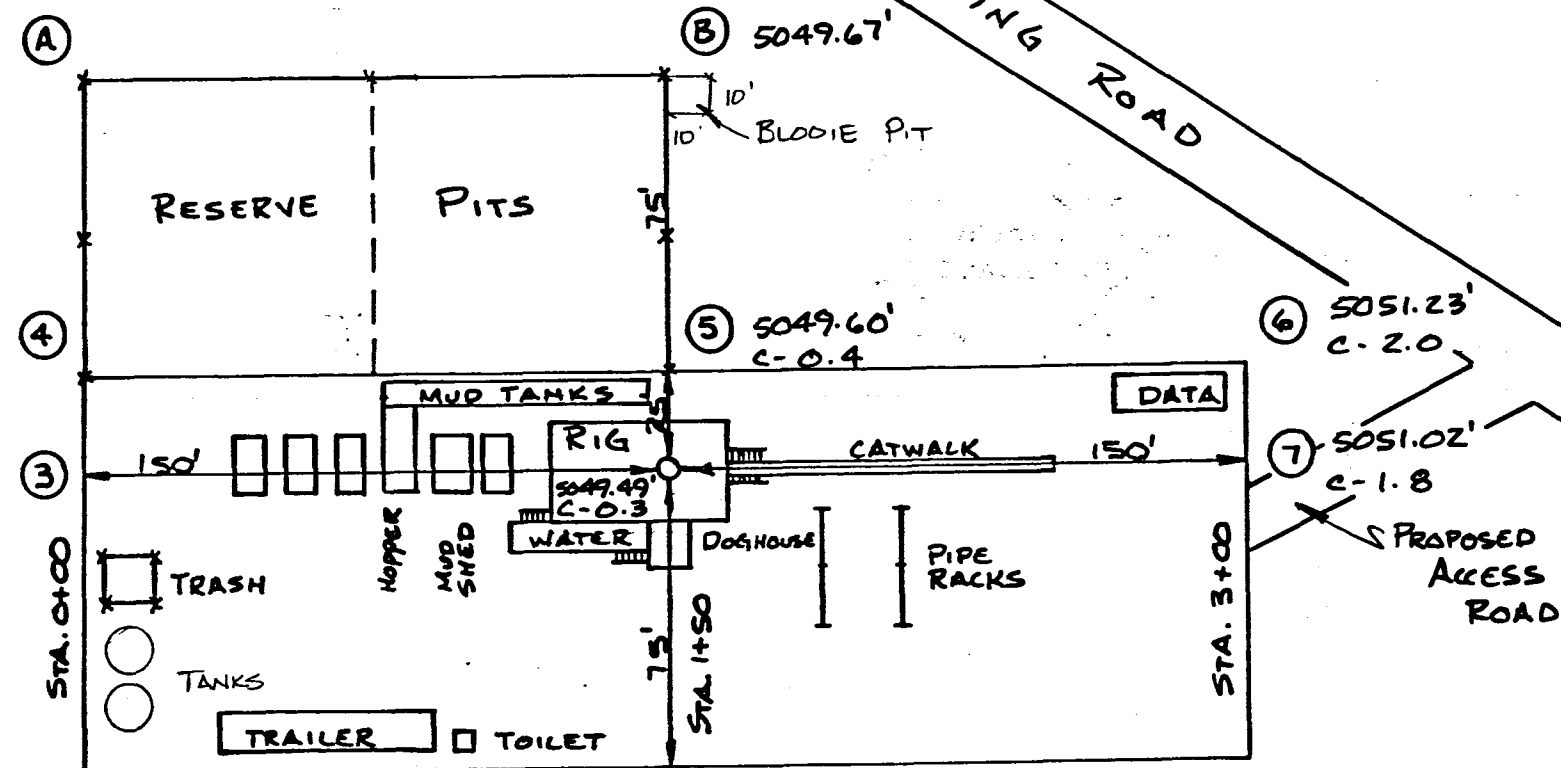 A
B 5049.67'
ING ROAD
10'
10'
BLOOIE PIT
RESERVE PITS
75'
4
5 5049.60'
C-0.4
6 5051.23'
C-2.0
MUD TANKS
DATA
25'
RIG
3
150'
CATWALK
150'
7 5051.02'
C-1.8
5049.49'
C-0.3
WATER
DOGHOUSE
HOPPER
MUD
SHED
PIPE
RACKS
PROPOSED
ACCESS
ROAD
STA. 0+00
TRASH
75'
STA. 1+50
STA. 3+00
TANKS
TRAILER
TOILET